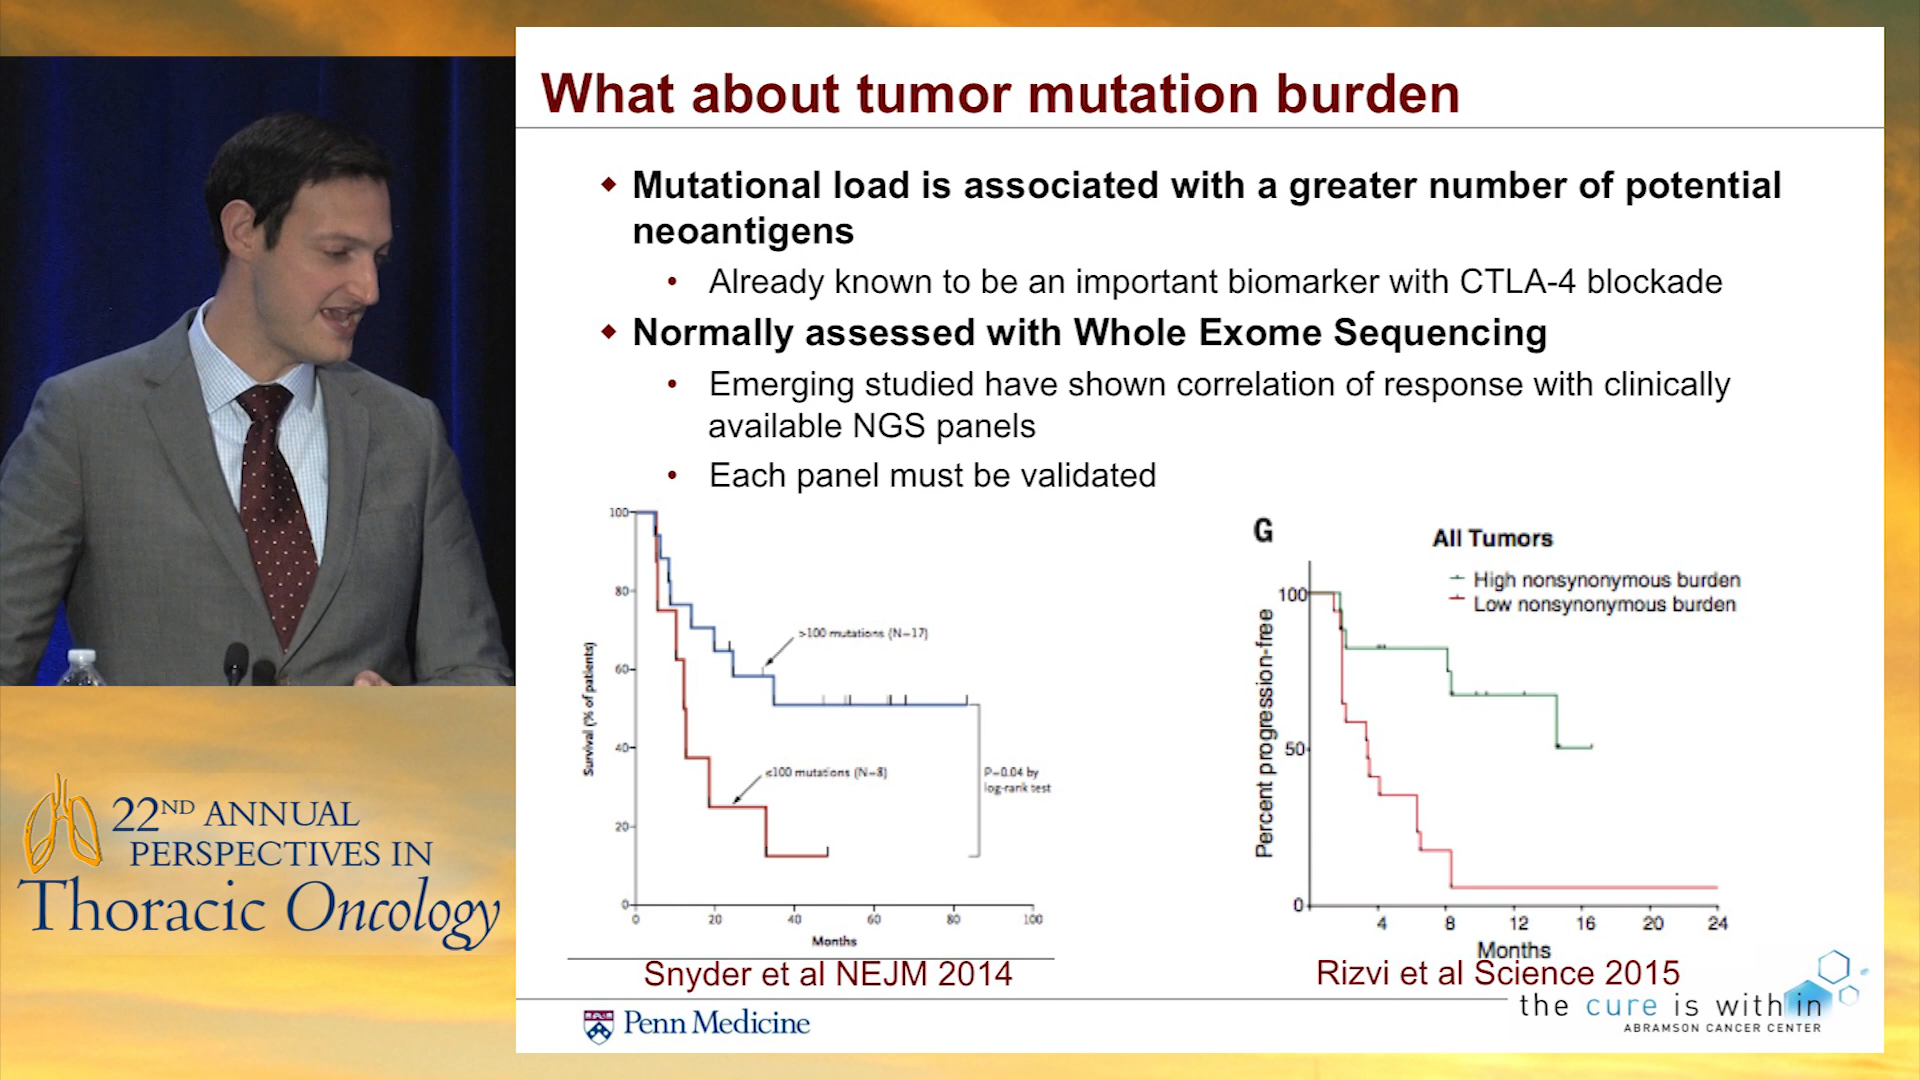 What about tumor mutation burden
Mutational load is associated with a greater number of potential
neoantigens
Already known to be an important biomarker with CTLA-4 blockade
Normally assessed with Whole Exome Sequencing
Emerging studied have shown correlation of response with clinically
available NGS panels
Each panel must be validated
100
80
60
40
20
0
Survival (% of patients)
>100 mutations (N=17)
≤100 mutations (N=8)
P=0.04 by
log-rank test
0 20 40 60 80 100
Months
Snyder et al NEJM 2014
G
All Tumors
High nonsynonymous burden
Low nonsynonymous burden
Percent progression-free
100
50
0
4 8 12 16 20 24
Months
Rizvi et al Science 2015
Penn Medicine
the cure is within
ABRAMSON CANCER CENTER
22ND ANNUAL
PERSPECTIVES IN
Thoracic Oncology